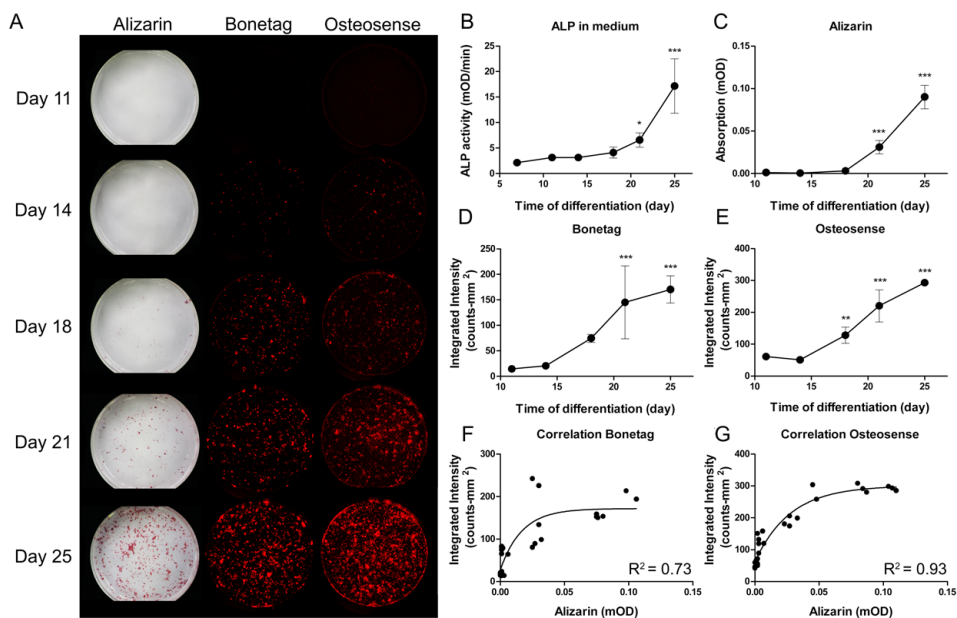 A
Alizarin Bonetag Osteosense
Day 11
Day 14
Day 18
Day 21
Day 25
B
ALP in medium
ALP activity (mOD/min)
25
20
15
10
5
0
5 10 15 20 25
Time of differentiation (day)
*
***
C
Alizarin
Absorption (mOD)
0.10
0.05
0.00
10 15 20 25
Time of differentiation (day)
***
***
D
Bonetag
Integrated Intensity
(counts-mm 2)
250
200
150
100
50
0
10 15 20 25
Time of differentiation (day)
***
***
E
Osteosense
Integrated Intensity
(counts-mm 2)
400
300
200
100
0
10 15 20 25
Time of differentiation (day)
**
***
***
F
Correlation Bonetag
Integrated Intensity
(counts-mm 2)
300
200
100
0
0.00 0.05 0.10 0.15
Alizarin (mOD)
R2 = 0.73
G
Correlation Osteosense
Integrated Intensity
(counts-mm 2)
400
300
200
100
0
0.00 0.05 0.10 0.15
Alizarin (mOD)
R2 = 0.93